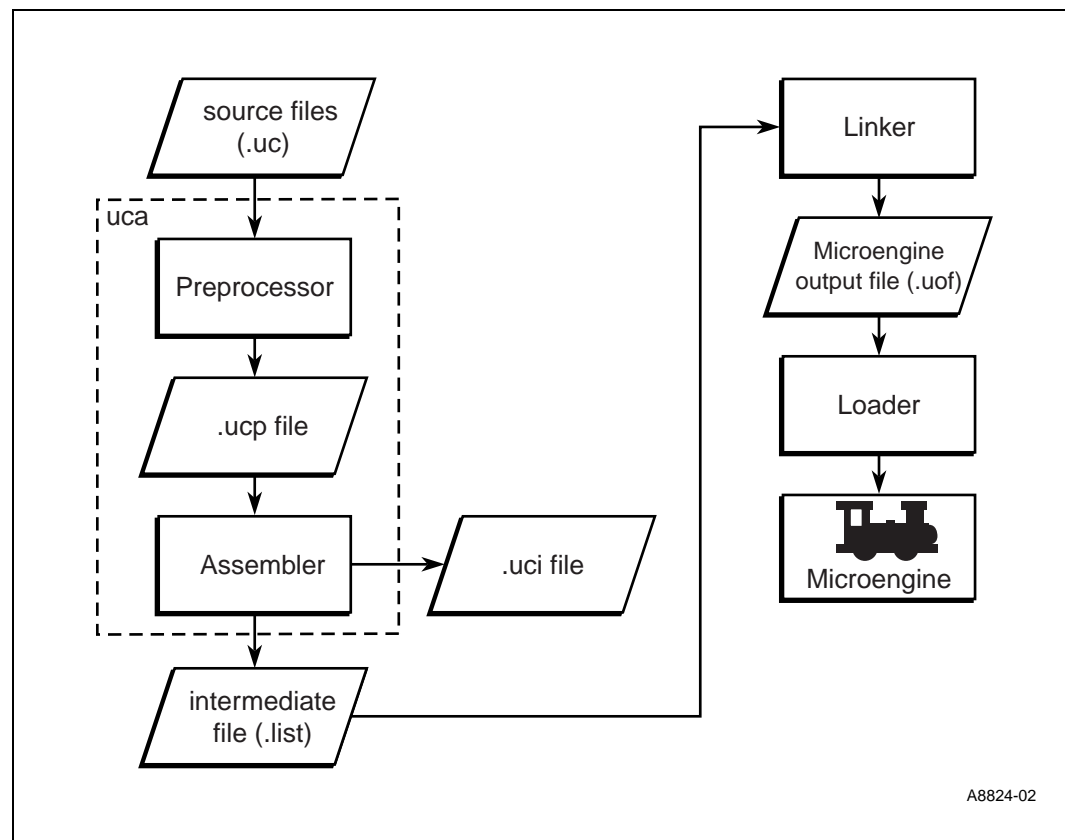 source files
(.uc)
uca
Preprocessor
.ucp file
Assembler
.uci file
intermediate
file (.list)
Linker
Microengine
output file (.uof)
Loader
Microengine
A8824-02